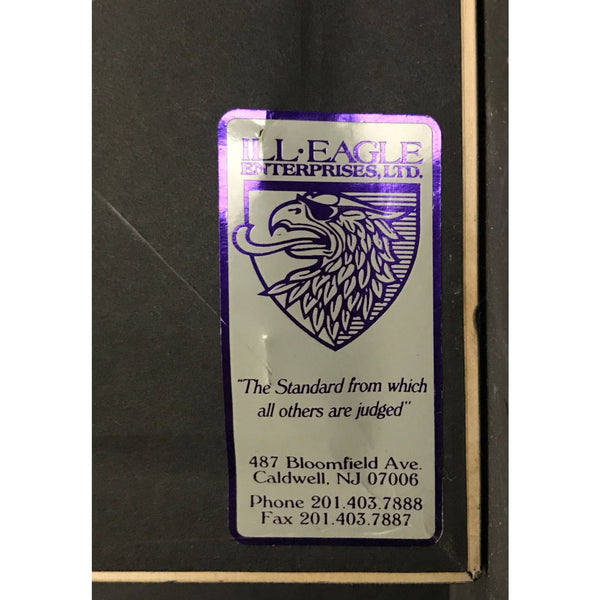 ILL·EAGLE
ENTERPRISES, LTD.
"The Standard from which
all others are judged"
487 Bloomfield Ave.
Caldwell, NJ 07006
Phone 201.403.7888
Fax 201.403.7887